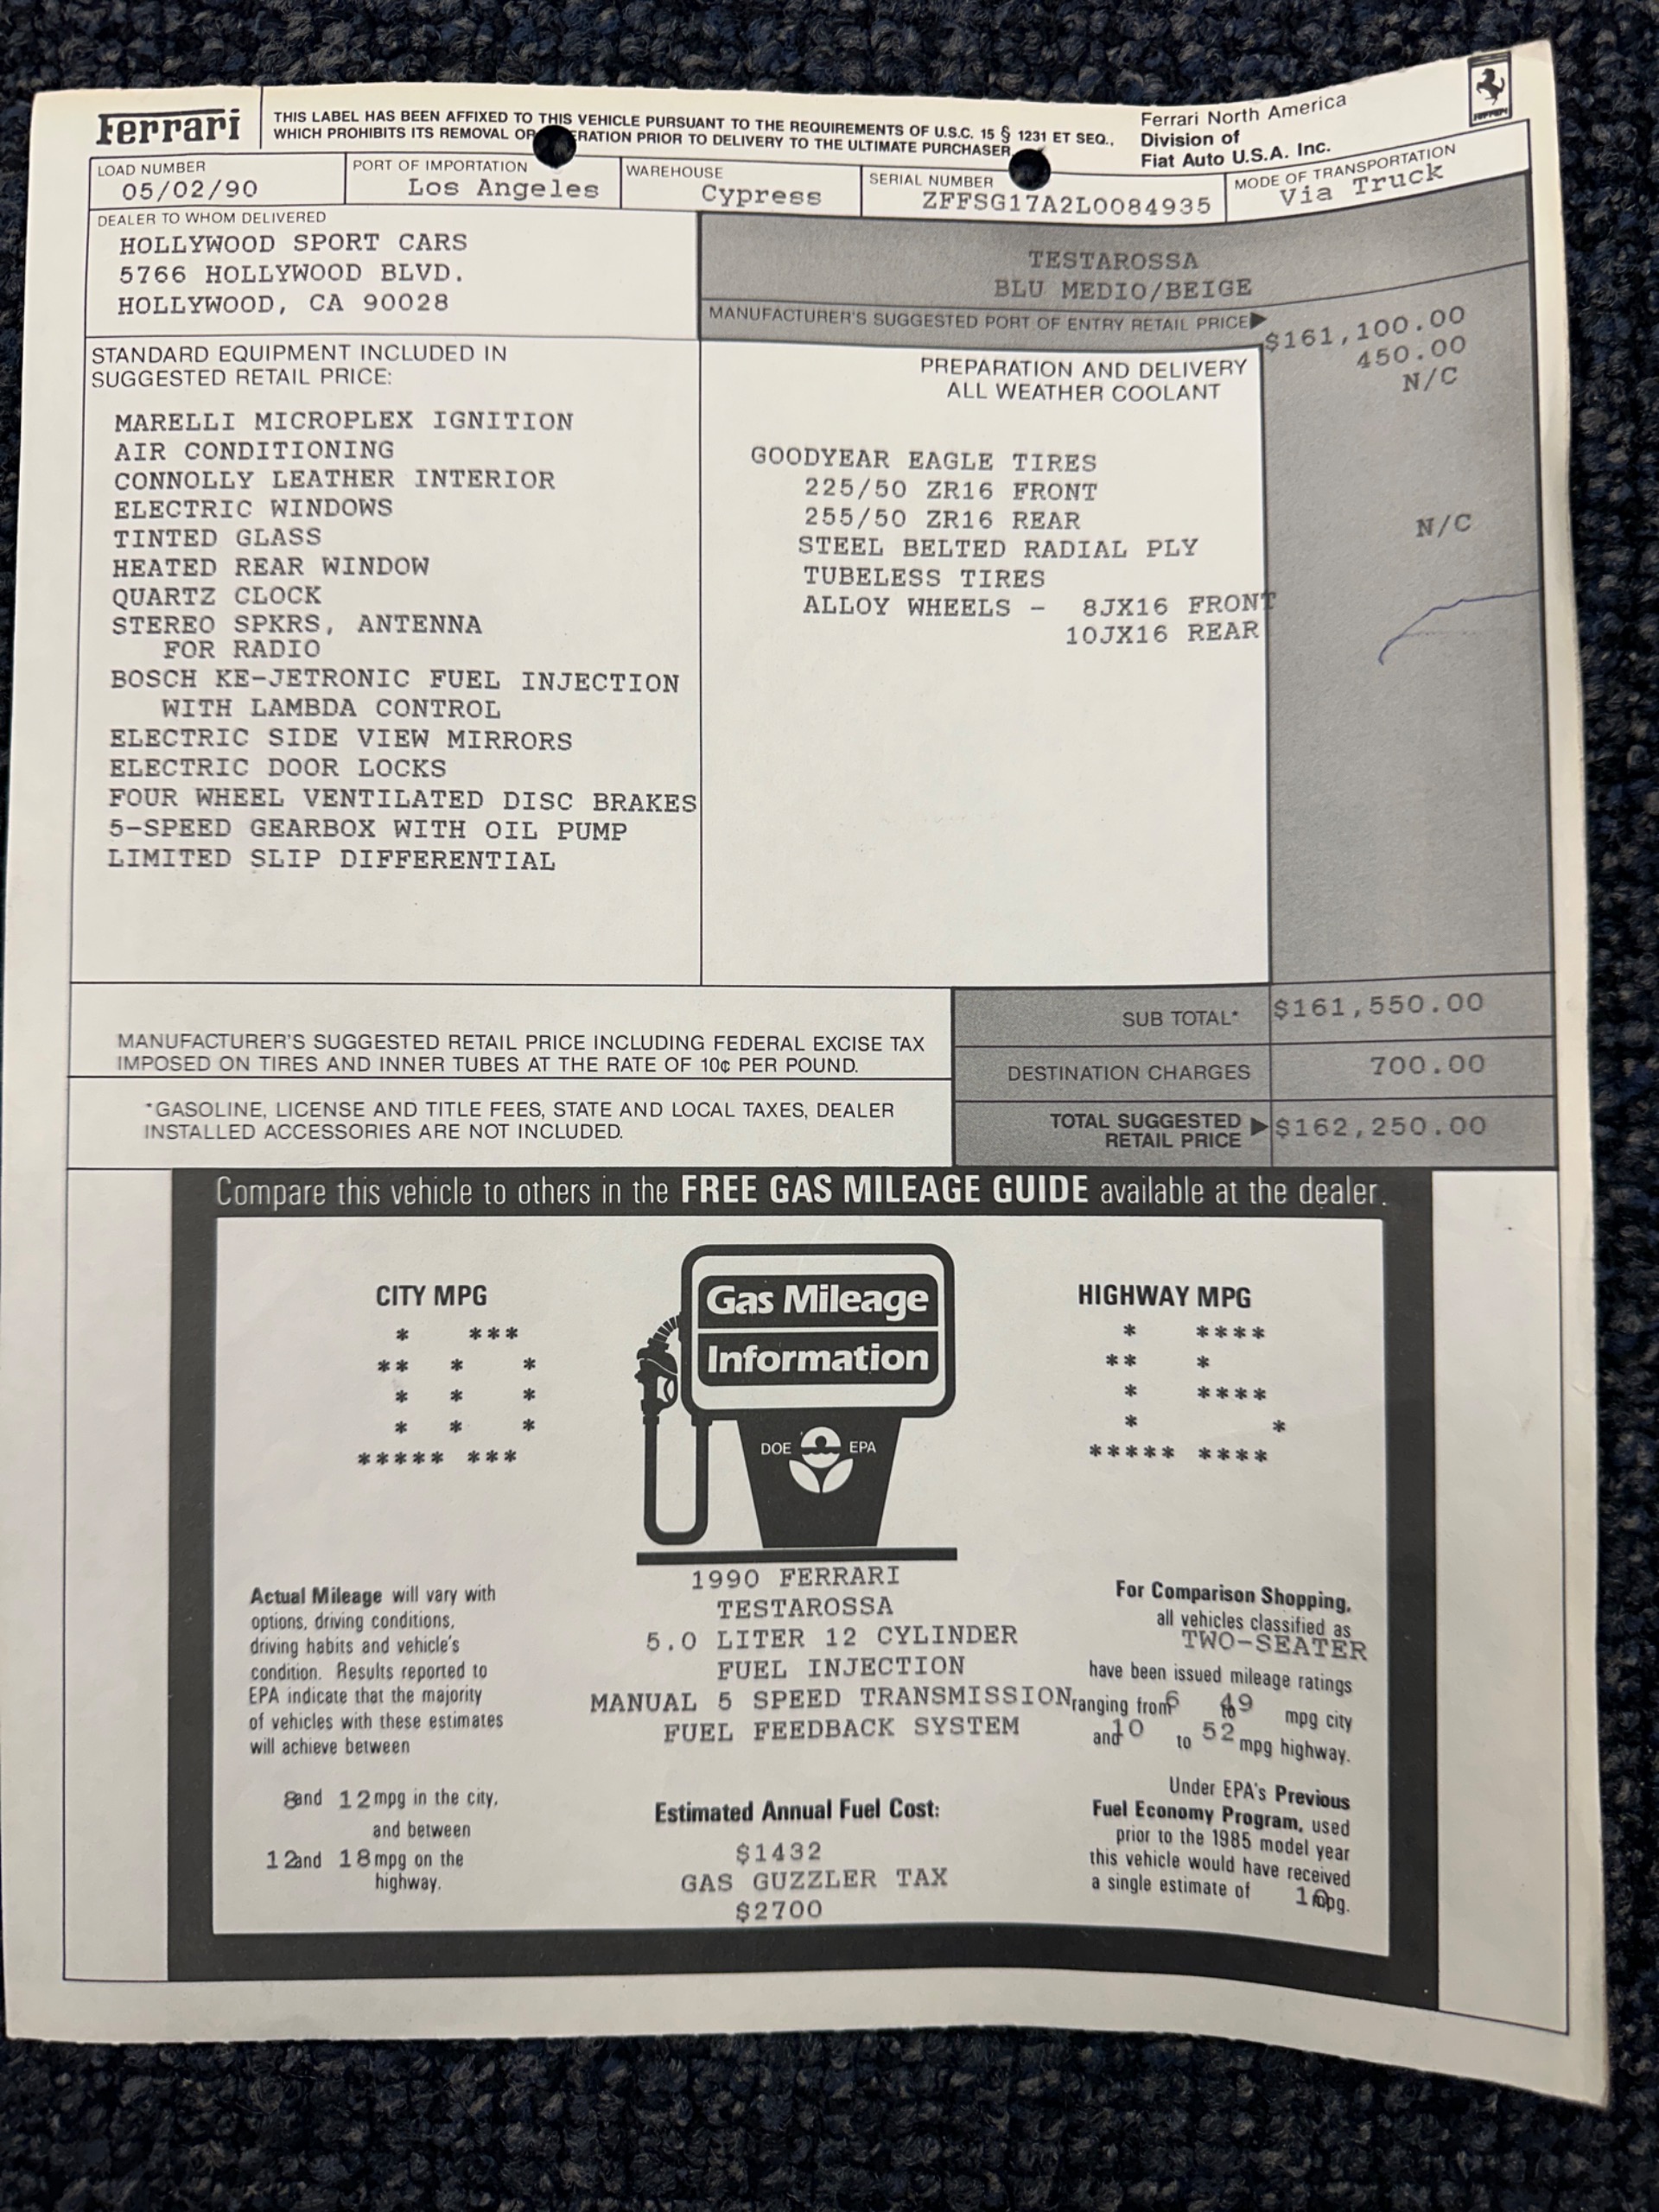 Ferrari
THIS LABEL HAS BEEN AFFIXED TO THIS VEHICLE PURSUANT TO THE REQUIREMENTS OF U.S.C. 15 § 1231 ET SEQ.,
WHICH PROHIBITS ITS REMOVAL OR ERATION PRIOR TO DELIVERY TO THE ULTIMATE PURCHASER
Ferrari North America
Division of
Fiat Auto U.S.A. Inc.
Ferrari
LOAD NUMBER
05/02/90
PORT OF IMPORTATION
Los Angeles
WAREHOUSE
Cypress
SERIAL NUMBER
ZFFSG17A2L0084935
MODE OF TRANSPORTATION
Via Truck
DEALER TO WHOM DELIVERED
HOLLYWOOD SPORT CARS
5766 HOLLYWOOD BLVD.
HOLLYWOOD, CA 90028
TESTAROSSA
BLU MEDIO/BEIGE
MANUFACTURER'S SUGGESTED PORT OF ENTRY RETAIL PRICE▶ $161,100.00
STANDARD EQUIPMENT INCLUDED IN
SUGGESTED RETAIL PRICE:
MARELLI MICROPLEX IGNITION
AIR CONDITIONING
CONNOLLY LEATHER INTERIOR
ELECTRIC WINDOWS
TINTED GLASS
HEATED REAR WINDOW
QUARTZ CLOCK
STEREO SPKRS, ANTENNA
FOR RADIO
BOSCH KE-JETRONIC FUEL INJECTION
WITH LAMBDA CONTROL
ELECTRIC SIDE VIEW MIRRORS
ELECTRIC DOOR LOCKS
FOUR WHEEL VENTILATED DISC BRAKES
5-SPEED GEARBOX WITH OIL PUMP
LIMITED SLIP DIFFERENTIAL
PREPARATION AND DELIVERY 450.00
ALL WEATHER COOLANT N/C
GOODYEAR EAGLE TIRES
225/50 ZR16 FRONT
255/50 ZR16 REAR N/C
STEEL BELTED RADIAL PLY
TUBELESS TIRES
ALLOY WHEELS - 8JX16 FRONT
10JX16 REAR
MANUFACTURER'S SUGGESTED RETAIL PRICE INCLUDING FEDERAL EXCISE TAX
IMPOSED ON TIRES AND INNER TUBES AT THE RATE OF 10¢ PER POUND.
*GASOLINE, LICENSE AND TITLE FEES, STATE AND LOCAL TAXES, DEALER
INSTALLED ACCESSORIES ARE NOT INCLUDED.
SUB TOTAL* $161,550.00
DESTINATION CHARGES 700.00
TOTAL SUGGESTED
RETAIL PRICE ▶ $162,250.00
Compare this vehicle to others in the FREE GAS MILEAGE GUIDE available at the dealer.
CITY MPG
10
Gas Mileage
Information
DOE EPA
HIGHWAY MPG
15
Actual Mileage will vary with
options, driving conditions,
driving habits and vehicle's
condition. Results reported to
EPA indicate that the majority
of vehicles with these estimates
will achieve between
8 and 12 mpg in the city,
and between
12 and 18 mpg on the
highway.
1990 FERRARI
TESTAROSSA
5.0 LITER 12 CYLINDER
FUEL INJECTION
MANUAL 5 SPEED TRANSMISSION
FUEL FEEDBACK SYSTEM
Estimated Annual Fuel Cost:
$1432
GAS GUZZLER TAX
$2700
For Comparison Shopping,
all vehicles classified as
TWO-SEATER
have been issued mileage ratings
ranging from 6 to 49 mpg city
and 10 to 52 mpg highway.
Under EPA's Previous
Fuel Economy Program, used
prior to the 1985 model year
this vehicle would have received
a single estimate of mpg.